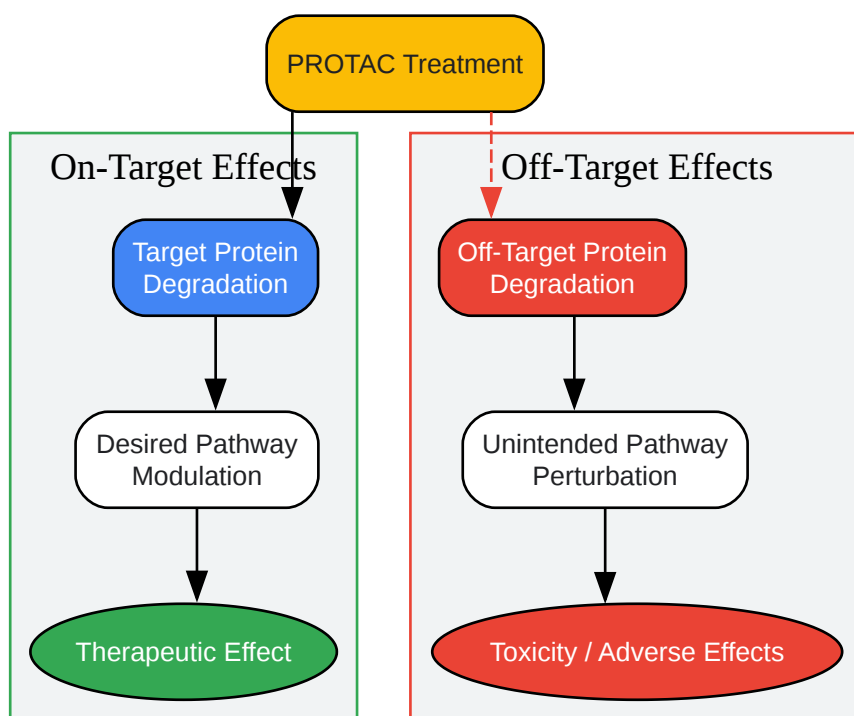 PROTAC Treatment
On-Target Effects
Target Protein
Degradation
Desired Pathway
Modulation
Therapeutic Effect
Off-Target Effects
Off-Target Protein
Degradation
Unintended Pathway
Perturbation
Toxicity / Adverse Effects